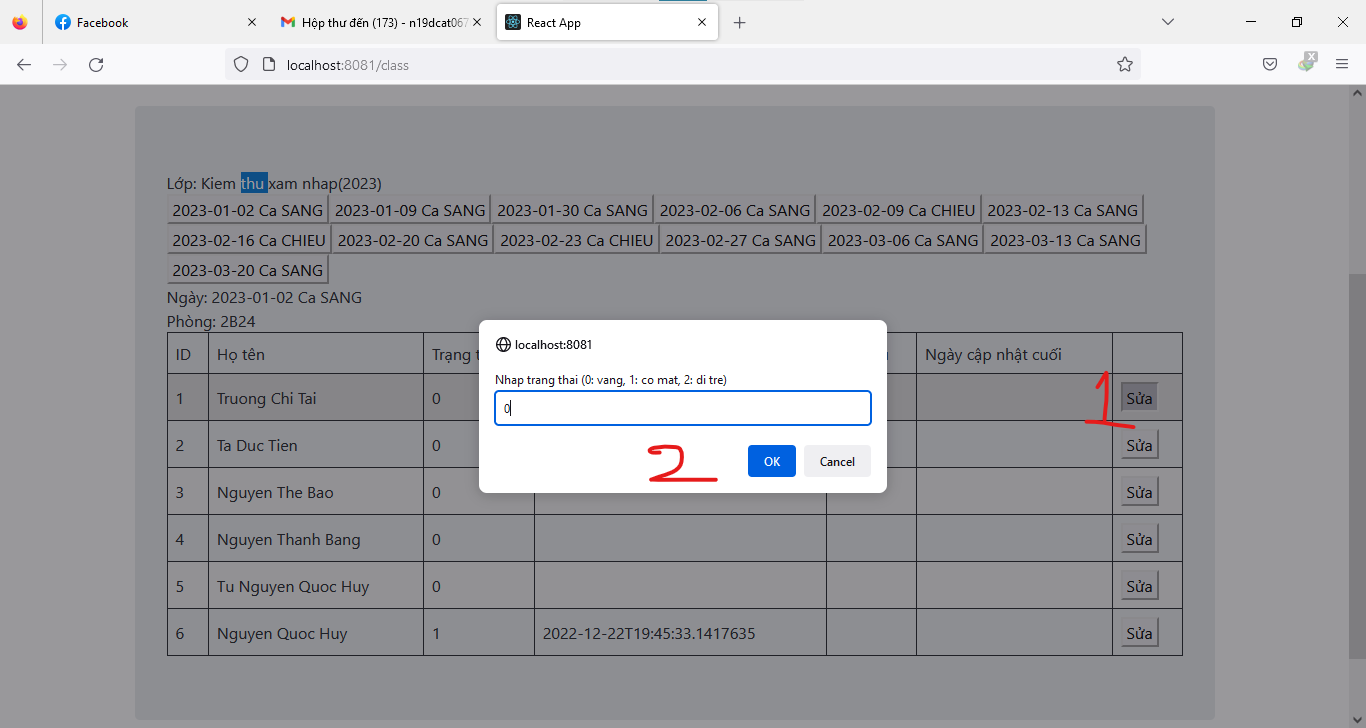 Facebook
Hộp thư đến (173) - n19dcat067
React App
localhost:8081/class
Lớp: Kiem thu xam nhap(2023)
2023-01-02 Ca SANG 2023-01-09 Ca SANG 2023-01-30 Ca SANG 2023-02-06 Ca SANG 2023-02-09 Ca CHIEU 2023-02-13 Ca SANG
2023-02-16 Ca CHIEU 2023-02-20 Ca SANG 2023-02-23 Ca CHIEU 2023-02-27 Ca SANG 2023-03-06 Ca SANG 2023-03-13 Ca SANG
2023-03-20 Ca SANG
Ngày: 2023-01-02 Ca SANG
Phòng: 2B24
localhost:8081
Nhap trang thai (0: vang, 1: co mat, 2: di tre)
0
2
OK Cancel
ID Họ tên Trạng Ngày cập nhật cuối
1
1 Truong Chi Tai 0 Sửa
2 Ta Duc Tien 0 Sửa
3 Nguyen The Bao 0 Sửa
4 Nguyen Thanh Bang 0 Sửa
5 Tu Nguyen Quoc Huy 0 Sửa
6 Nguyen Quoc Huy 1 2022-12-22T19:45:33.1417635 Sửa